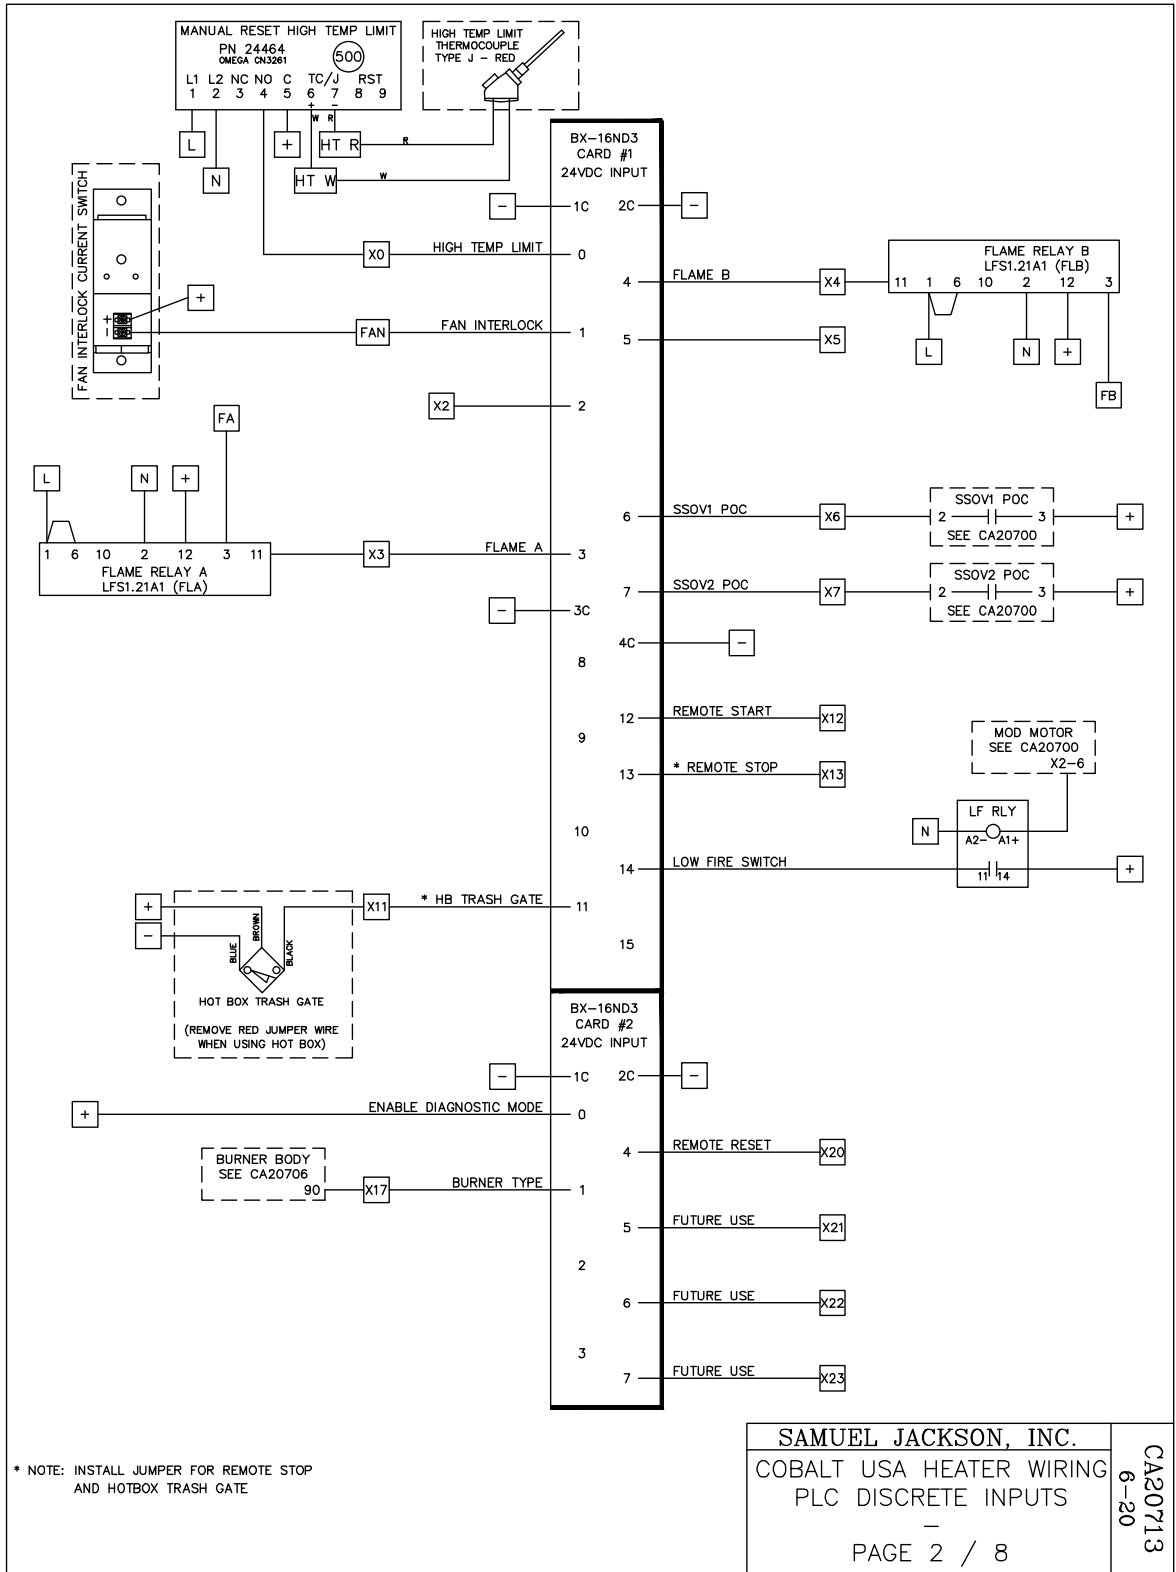 MANUAL RESET HIGH TEMP LIMIT
PN 24464
OMEGA CN3261
500
L1 L2 NC NO C TC/J RST
1 2 3 4 5 6 7 8 9
+ −
W R
L
N
+
HT R
HT W
R
W
HIGH TEMP LIMIT
THERMOCOUPLE
TYPE J − RED
BX−16ND3
CARD #1
24VDC INPUT
− 1C 2C −
FAN INTERLOCK CURRENT SWITCH
+
−
+
X0 HIGH TEMP LIMIT 0
FAN FAN INTERLOCK 1
X2 2
4 FLAME B X4
5 X5
FLAME RELAY B
LFS1.21A1 (FLB)
11 1 6 10 2 12 3
L N +
FB
FA
L N +
1 6 10 2 12 3 11
FLAME RELAY A
LFS1.21A1 (FLA)
X3 FLAME A 3
− 3C
8
9
10
6 SSOV1 POC X6
SSOV1 POC
2 3 +
SEE CA20700
7 SSOV2 POC X7
SSOV2 POC
2 3 +
SEE CA20700
4C −
12 REMOTE START X12
13 * REMOTE STOP X13
MOD MOTOR
SEE CA20700
X2−6
LF RLY
N A2− A1+
14 LOW FIRE SWITCH
11 14 +
15
+
−
BLUE
BROWN
BLACK
X11 * HB TRASH GATE 11
HOT BOX TRASH GATE
(REMOVE RED JUMPER WIRE
WHEN USING HOT BOX)
BX−16ND3
CARD #2
24VDC INPUT
− 1C 2C −
+ ENABLE DIAGNOSTIC MODE 0
BURNER BODY
SEE CA20706
90 X17 BURNER TYPE 1
2
3
4 REMOTE RESET X20
5 FUTURE USE X21
6 FUTURE USE X22
7 FUTURE USE X23
* NOTE: INSTALL JUMPER FOR REMOTE STOP
AND HOTBOX TRASH GATE
SAMUEL JACKSON, INC.
COBALT USA HEATER WIRING
PLC DISCRETE INPUTS
−
PAGE 2 / 8
CA20713
6−20